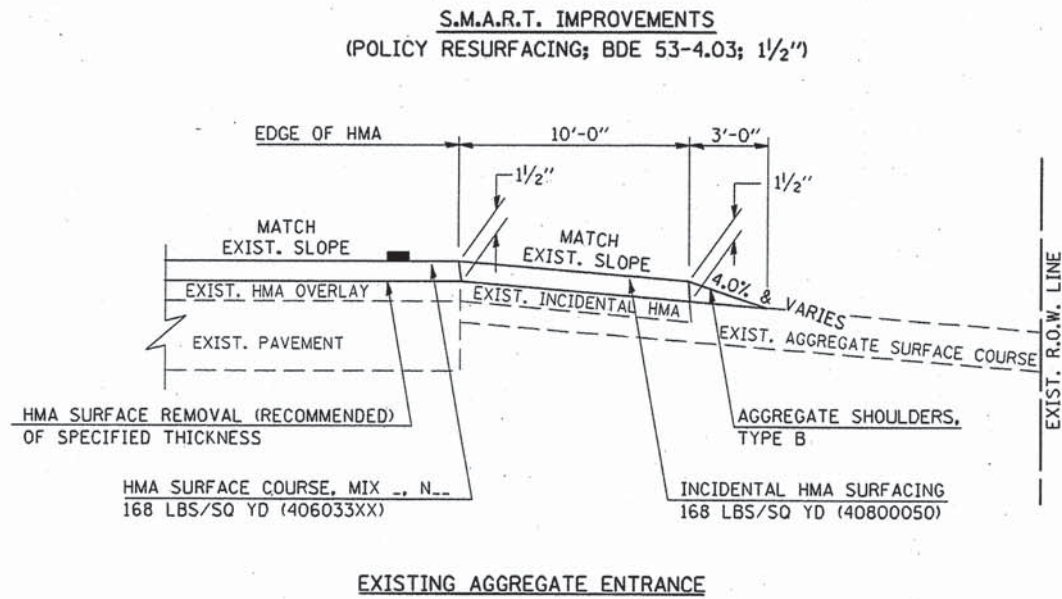 S.M.A.R.T. IMPROVEMENTS
(POLICY RESURFACING; BDE 53-4.03; 1½")
EDGE OF HMA
10'-0"
3'-0"
1½"
1½"
MATCH
EXIST. SLOPE
MATCH
EXIST. SLOPE
4.0% & VARIES
EXIST. HMA OVERLAY
EXIST. INCIDENTAL HMA
EXIST. PAVEMENT
EXIST. AGGREGATE SURFACE COURSE
EXIST. R.O.W. LINE
HMA SURFACE REMOVAL (RECOMMENDED)
OF SPECIFIED THICKNESS
AGGREGATE SHOULDERS,
TYPE B
HMA SURFACE COURSE, MIX _, N__
168 LBS/SQ YD (406033XX)
INCIDENTAL HMA SURFACING
168 LBS/SQ YD (40800050)
EXISTING AGGREGATE ENTRANCE